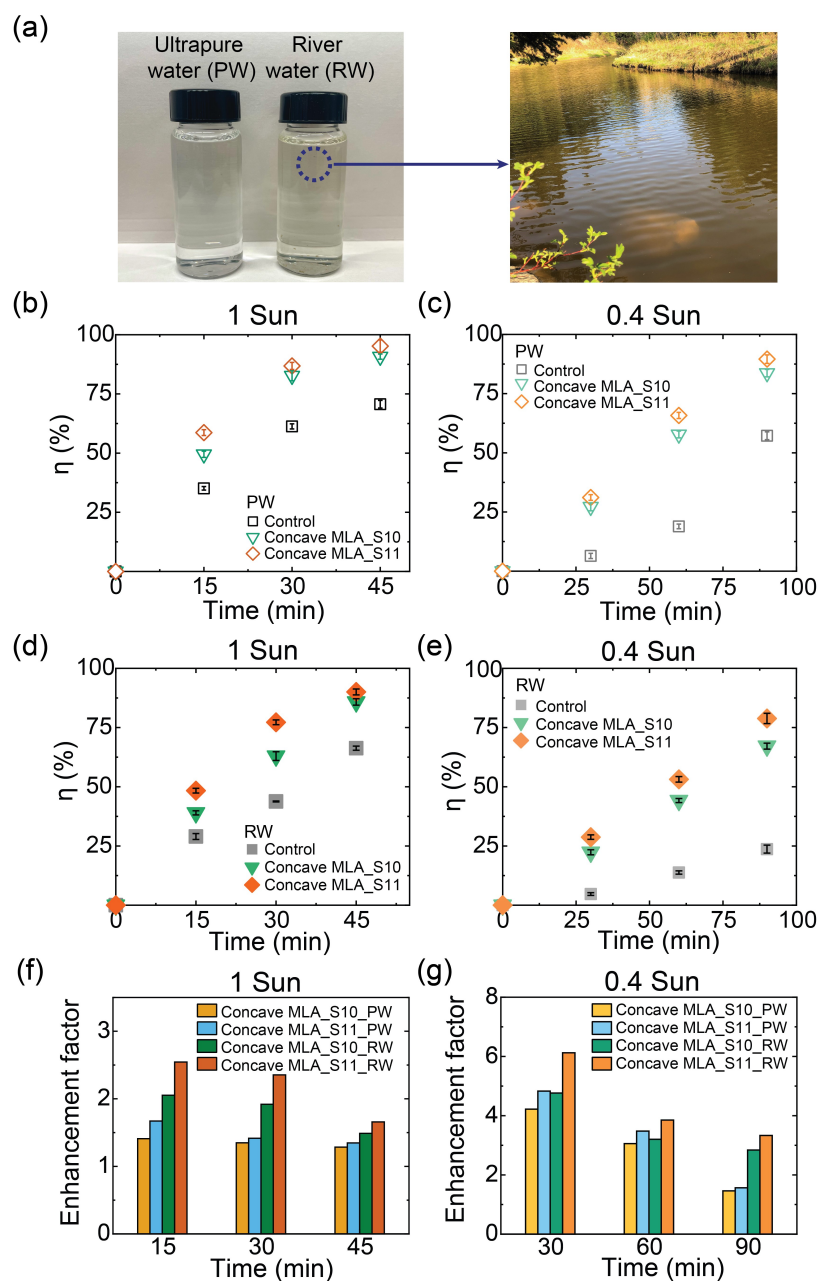 (a)
Ultrapure
water (PW)
River
water (RW)
(b)
1 Sun
100
75
50
25
0
η (%)
PW
Control
Concave MLA_S10
Concave MLA_S11
0
15
30
45
Time (min)
(c)
0.4 Sun
100
75
50
25
η (%)
PW
Control
Concave MLA_S10
Concave MLA_S11
0
25
50
75
100
Time (min)
(d)
1 Sun
100
75
50
25
0
η (%)
RW
Control
Concave MLA_S10
Concave MLA_S11
0
15
30
45
Time (min)
(e)
0.4 Sun
100
75
50
25
η (%)
RW
Control
Concave MLA_S10
Concave MLA_S11
0
25
50
75
100
Time (min)
(f)
1 Sun
Enhancement factor
3
2
1
0
Concave MLA_S10_PW
Concave MLA_S11_PW
Concave MLA_S10_RW
Concave MLA_S11_RW
15
30
45
Time (min)
(g)
0.4 Sun
Enhancement factor
8
6
4
2
0
Concave MLA_S10_PW
Concave MLA_S11_PW
Concave MLA_S10_RW
Concave MLA_S11_RW
30
60
90
Time (min)